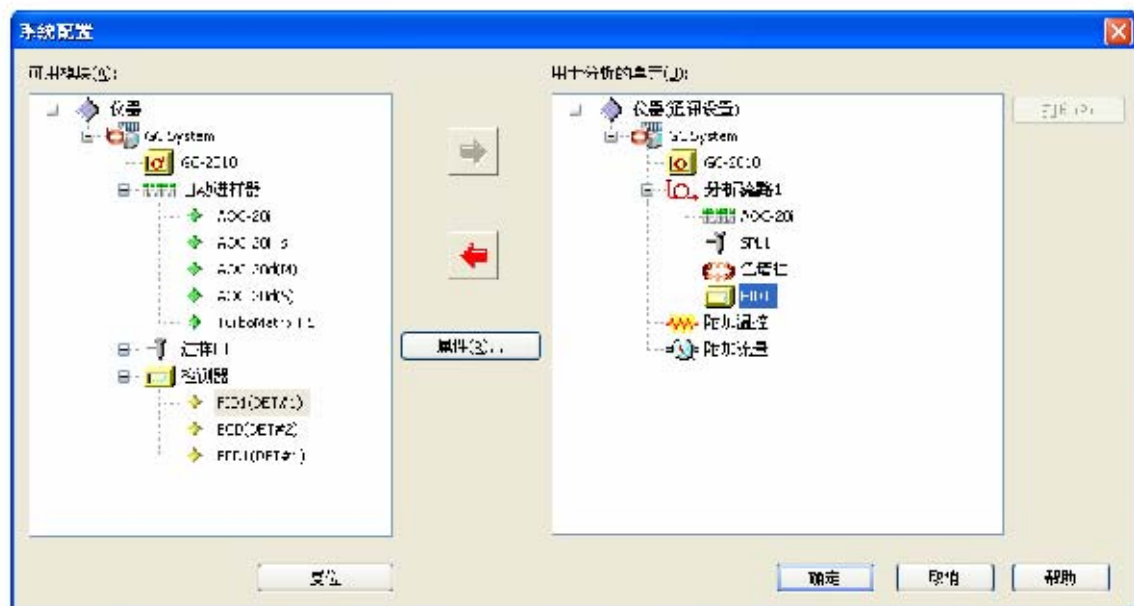 系统配置
可用模块(A):
仪器
GC System
GC-2010
自动进样器
AOC-20i
AOC-20i+s
AOC-20d(M)
AOC-20d(S)
进样口
检测器
FID1(DET#1)
ECD(DET#2)
FPD1(DET#1)
复位
属性(R)...
用于分析的单元(U):
仪器(通讯设置)
GC System
GC-2010
分析流路1
AOC-20i
SPL1
色谱柱
FID1
附加温控
附加流量
打印(P)
确定
取消
帮助